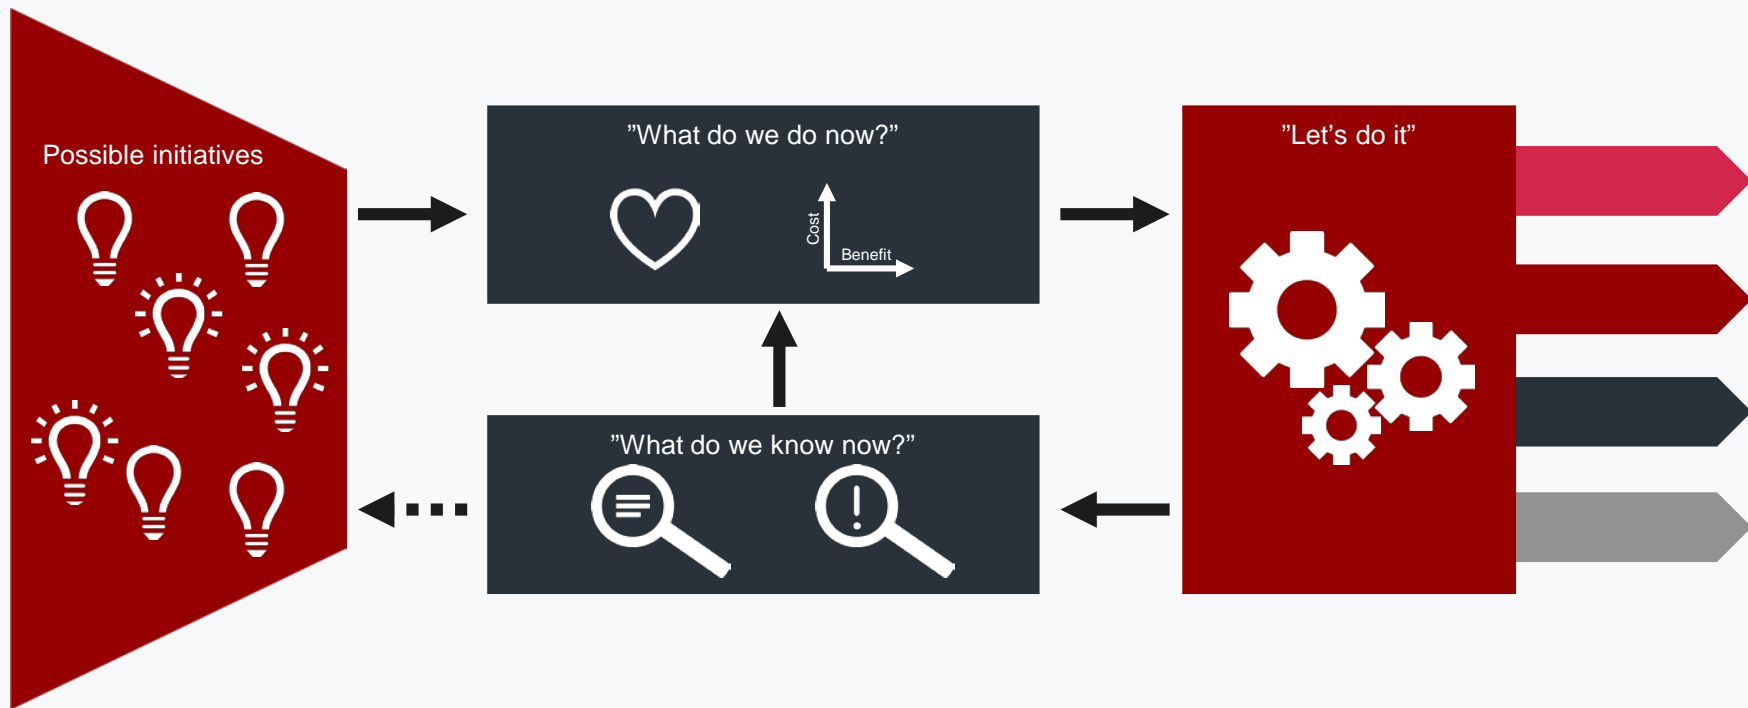 Possible initiatives
”What do we do now?”
Cost
Benefit
”What do we know now?”
”Let’s do it”